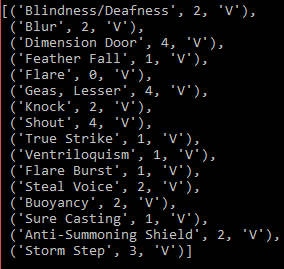 [('Blindness/Deafness', 2, 'V'),
('Blur', 2, 'V'),
('Dimension Door', 4, 'V'),
('Feather Fall', 1, 'V'),
('Flare', 0, 'V'),
('Geas, Lesser', 4, 'V'),
('Knock', 2, 'V'),
('Shout', 4, 'V'),
('True Strike', 1, 'V'),
('Ventriloquism', 1, 'V'),
('Flare Burst', 1, 'V'),
('Steal Voice', 2, 'V'),
('Buoyancy', 2, 'V'),
('Sure Casting', 1, 'V'),
('Anti-Summoning Shield', 2, 'V'),
('Storm Step', 3, 'V')]